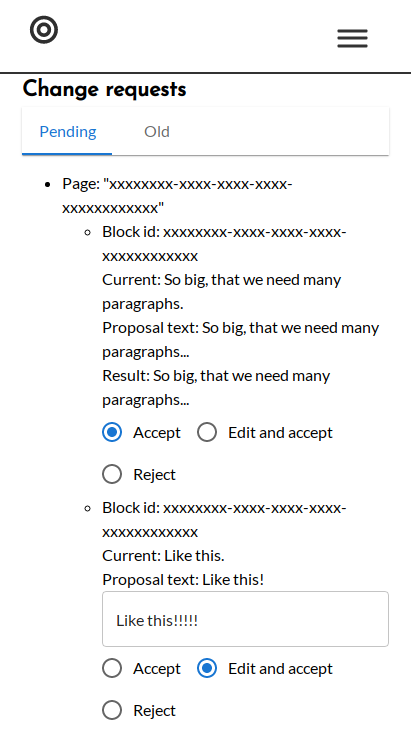 Change requests
Pending Old
Page: "xxxxxxxx-xxxx-xxxx-xxxx-
xxxxxxxxxxxx"
Block id: xxxxxxxx-xxxx-xxxx-xxxx-
xxxxxxxxxxxx
Current: So big, that we need many
paragraphs.
Proposal text: So big, that we need many
paragraphs...
Result: So big, that we need many
paragraphs...
Accept Edit and accept
Reject
Block id: xxxxxxxx-xxxx-xxxx-xxxx-
xxxxxxxxxxxx
Current: Like this.
Proposal text: Like this!
Like this!!!!!
Accept Edit and accept
Reject